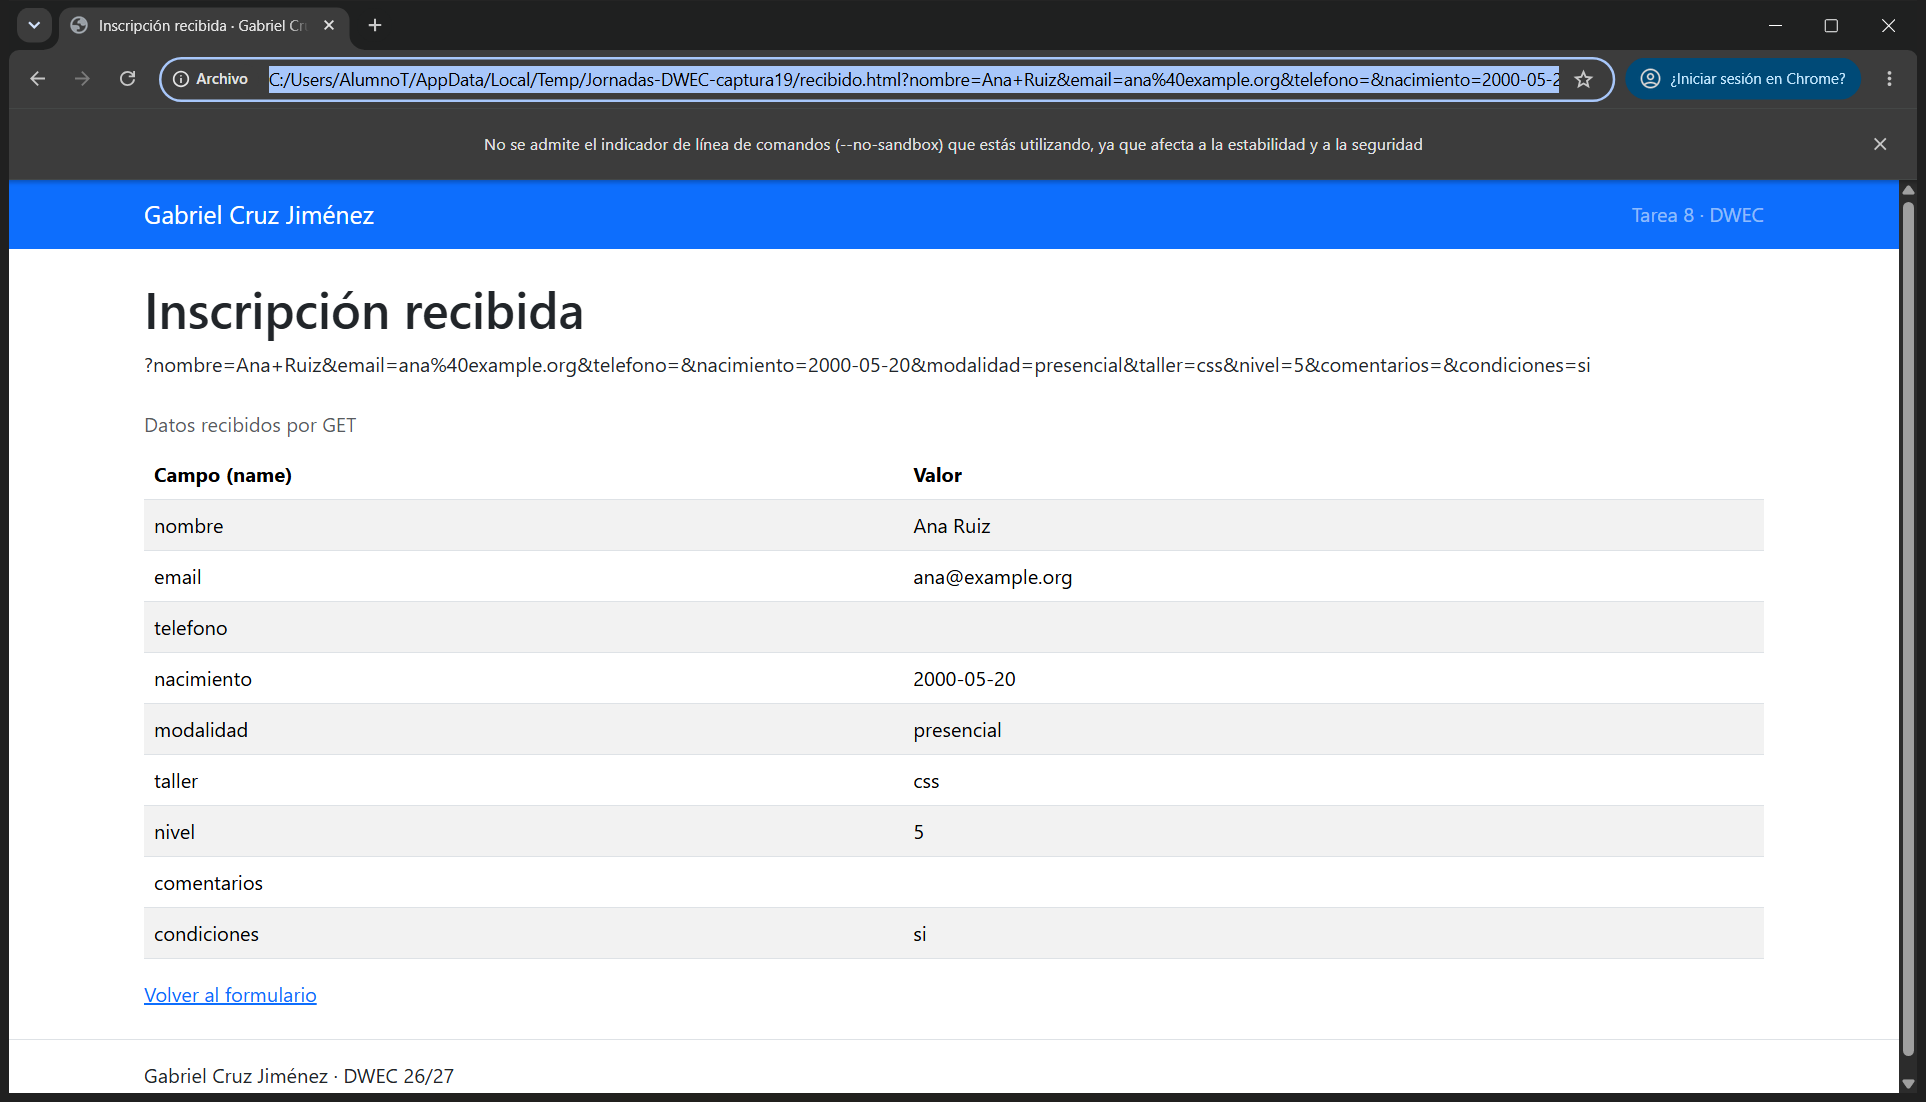 Inscripción recibida · Gabriel Cr
Archivo C:/Users/AlumnoT/AppData/Local/Temp/Jornadas-DWEC-captura19/recibido.html?nombre=Ana+Ruiz&email=ana%40example.org&telefono=&nacimiento=2000-05-2 ¿Iniciar sesión en Chrome?
No se admite el indicador de línea de comandos (--no-sandbox) que estás utilizando, ya que afecta a la estabilidad y a la seguridad
Gabriel Cruz Jiménez Tarea 8 · DWEC
Inscripción recibida
?nombre=Ana+Ruiz&email=ana%40example.org&telefono=&nacimiento=2000-05-20&modalidad=presencial&taller=css&nivel=5&comentarios=&condiciones=si
Datos recibidos por GET
Campo (name) Valor
nombre Ana Ruiz
email ana@example.org
telefono
nacimiento 2000-05-20
modalidad presencial
taller css
nivel 5
comentarios
condiciones si
Volver al formulario
Gabriel Cruz Jiménez · DWEC 26/27